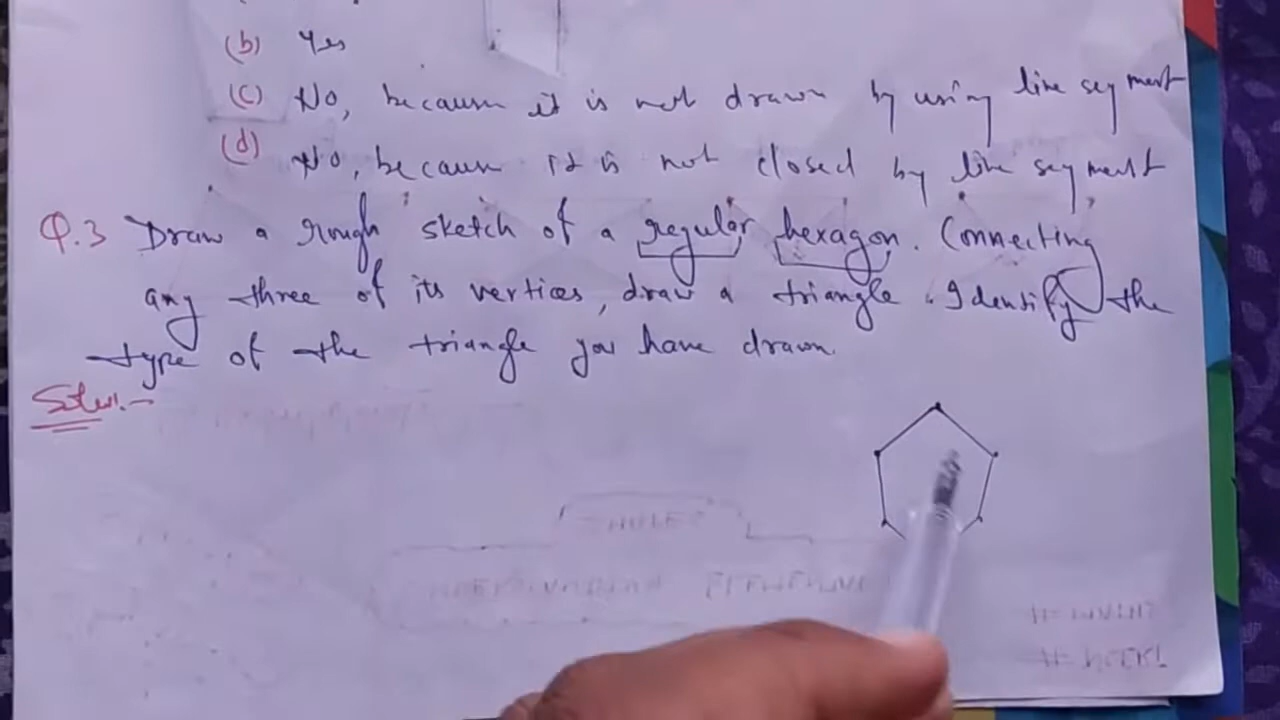 (b) Yes
(c) No, because it is not drawn by using line segment
(d) No, because it is not closed by line segment
Q.3 Draw a rough sketch of a regular hexagon. Connecting
any three of its vertices, draw a triangle. Identify the
type of the triangle you have drawn.
Soln.-